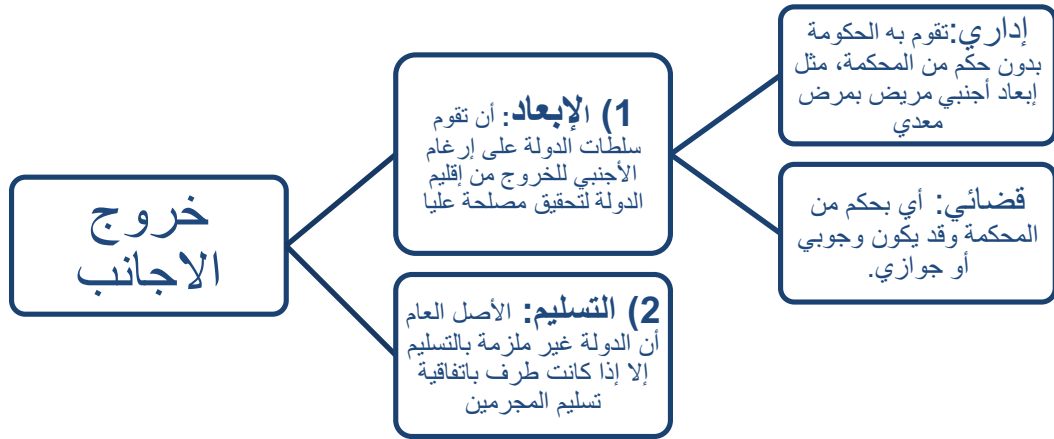 خروج
الاجانب
1) الإبعاد: أن تقوم
سلطات الدولة على إرغام
الأجنبي للخروج من إقليم
الدولة لتحقيق مصلحة عليا
إداري:تقوم به الحكومة
بدون حكم من المحكمة، مثل
إبعاد أجنبي مريض بمرض
معدي
قضائي: أي بحكم من
المحكمة وقد يكون وجوبي
أو جوازي.
2) التسليم: الأصل العام
أن الدولة غير ملزمة بالتسليم
إلا إذا كانت طرف باتفاقية
تسليم المجرمين